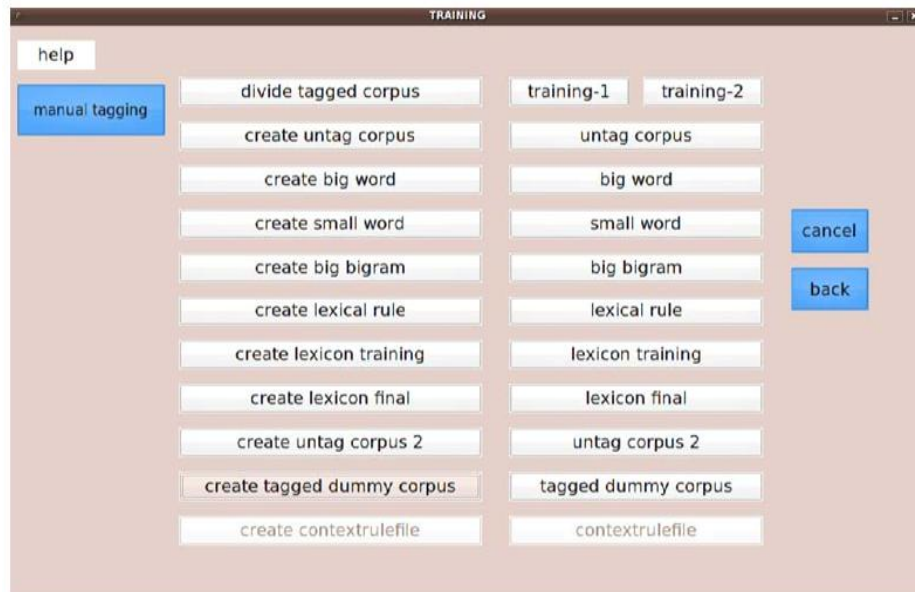 TRAINING
help
manual tagging
divide tagged corpus training-1 training-2
create untag corpus untag corpus
create big word big word
create small word small word
cancel
create big bigram big bigram
back
create lexical rule lexical rule
create lexicon training lexicon training
create lexicon final lexicon final
create untag corpus 2 untag corpus 2
create tagged dummy corpus tagged dummy corpus
create contextrulefile contextrulefile